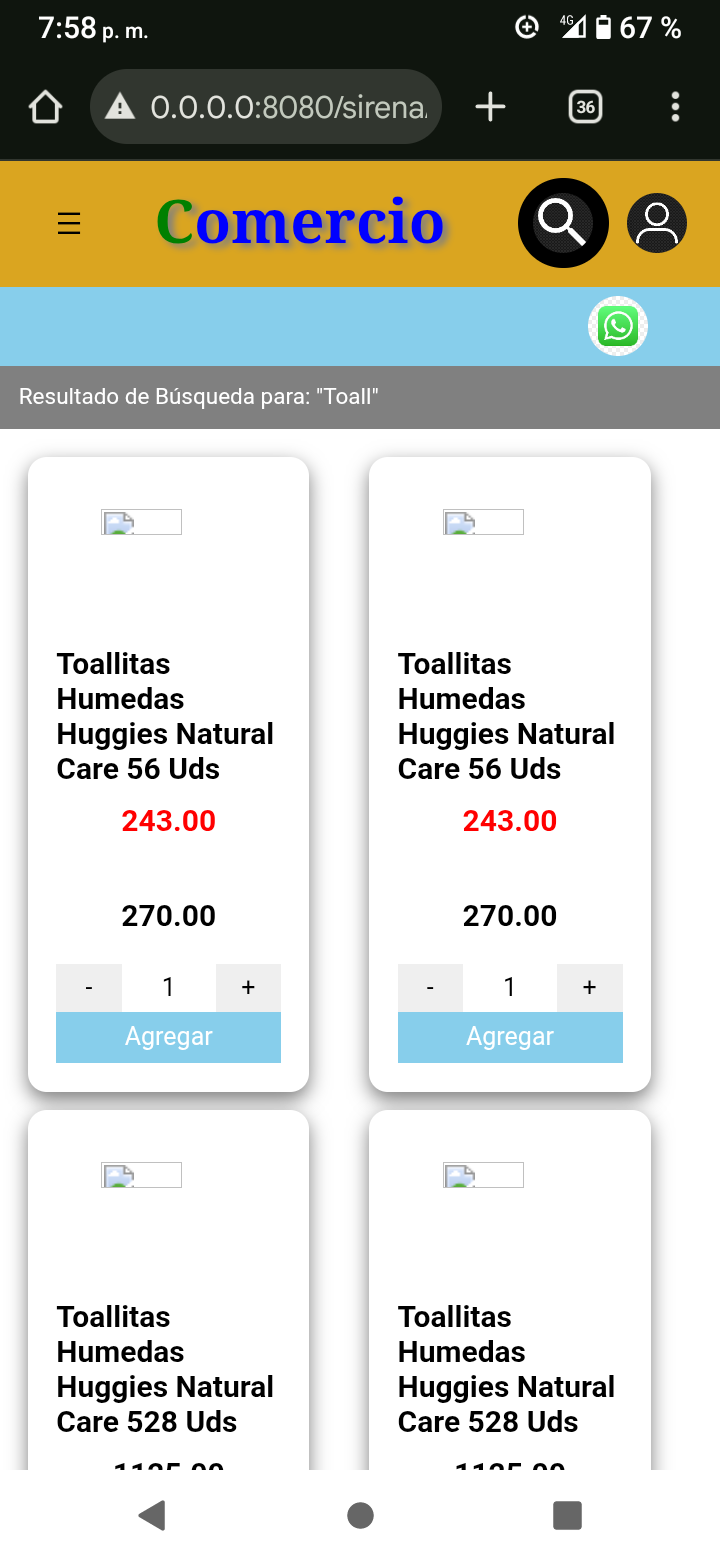 7:58 p. m.
4G 67 %
0.0.0.0:8080/sirena
36
Comercio
Resultado de Búsqueda para: "Toall"
Toallitas
Humedas
Huggies Natural
Care 56 Uds
243.00
270.00
- 1 +
Agregar
Toallitas
Humedas
Huggies Natural
Care 56 Uds
243.00
270.00
- 1 +
Agregar
Toallitas
Humedas
Huggies Natural
Care 528 Uds
Toallitas
Humedas
Huggies Natural
Care 528 Uds